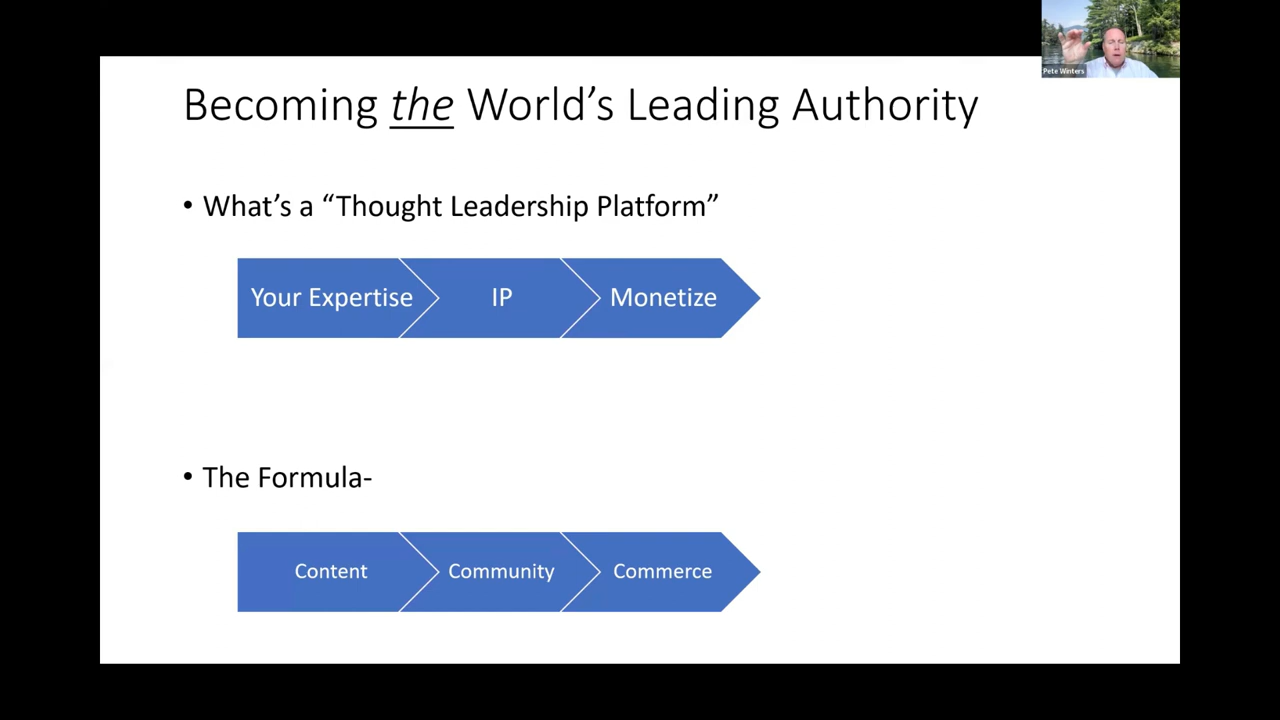 Pete Winters
Becoming the World’s Leading Authority
• What’s a “Thought Leadership Platform”
Your Expertise
IP
Monetize
• The Formula-
Content
Community
Commerce